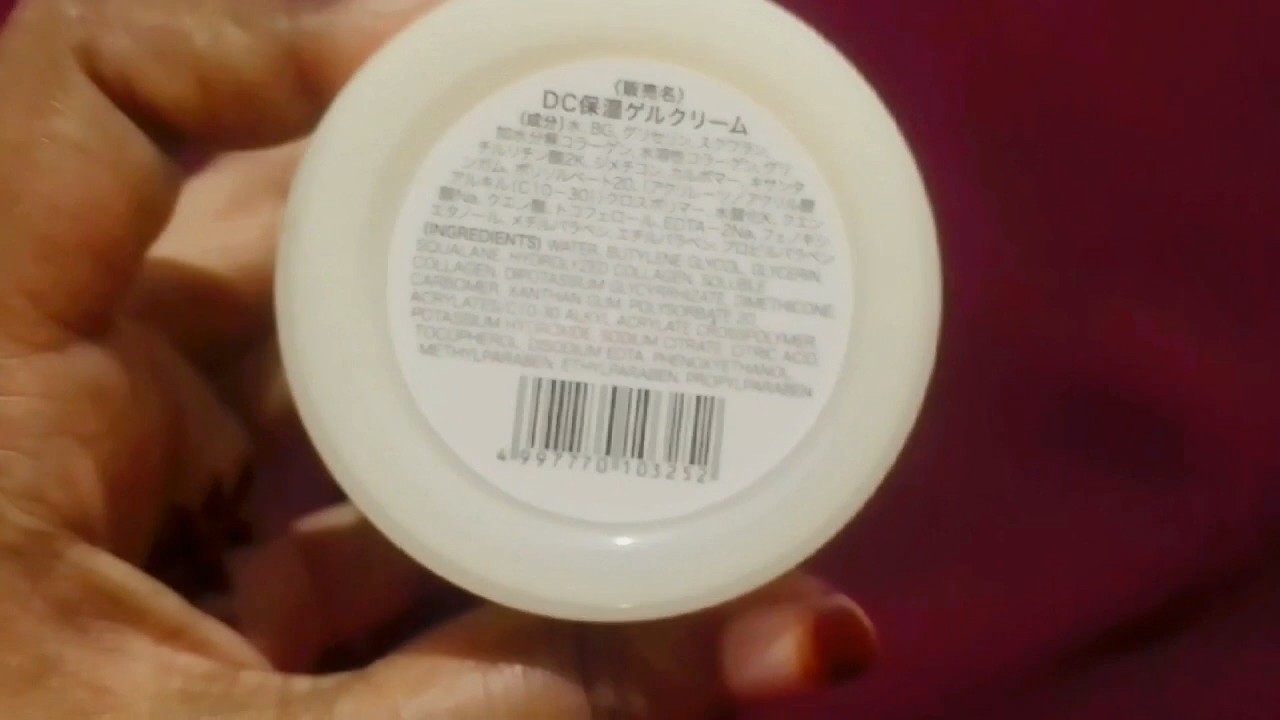 (販売名)
DC保湿ゲルクリーム
(成分)水, BG, グリセリン, スクワラン,
加水分解コラーゲン, 水溶性コラーゲン, グリ
チルリチン酸2K, ジメチコン, カルボマー, キサンタ
ンガム, ポリソルベート20, (アクリレーツ/アクリル酸
アルキル(C10-30))クロスポリマー, 水酸化K, クエン
酸Na, クエン酸, トコフェロール, EDTA-2Na, フェノキシ
エタノール, メチルパラベン, エチルパラベン, プロピルパラベン
(INGREDIENTS) WATER, BUTYLENE GLYCOL, GLYCERIN,
SQUALANE, HYDROLYZED COLLAGEN, SOLUBLE
COLLAGEN, DIPOTASSIUM GLYCYRRHIZATE, DIMETHICONE,
CARBOMER, XANTHAN GUM, POLYSORBATE 20,
ACRYLATES/C10-30 ALKYL ACRYLATE CROSSPOLYMER,
POTASSIUM HYDROXIDE, SODIUM CITRATE, CITRIC ACID,
TOCOPHEROL, DISODIUM EDTA, PHENOXYETHANOL,
METHYLPARABEN, ETHYLPARABEN, PROPYLPARABEN
4 997770 103252